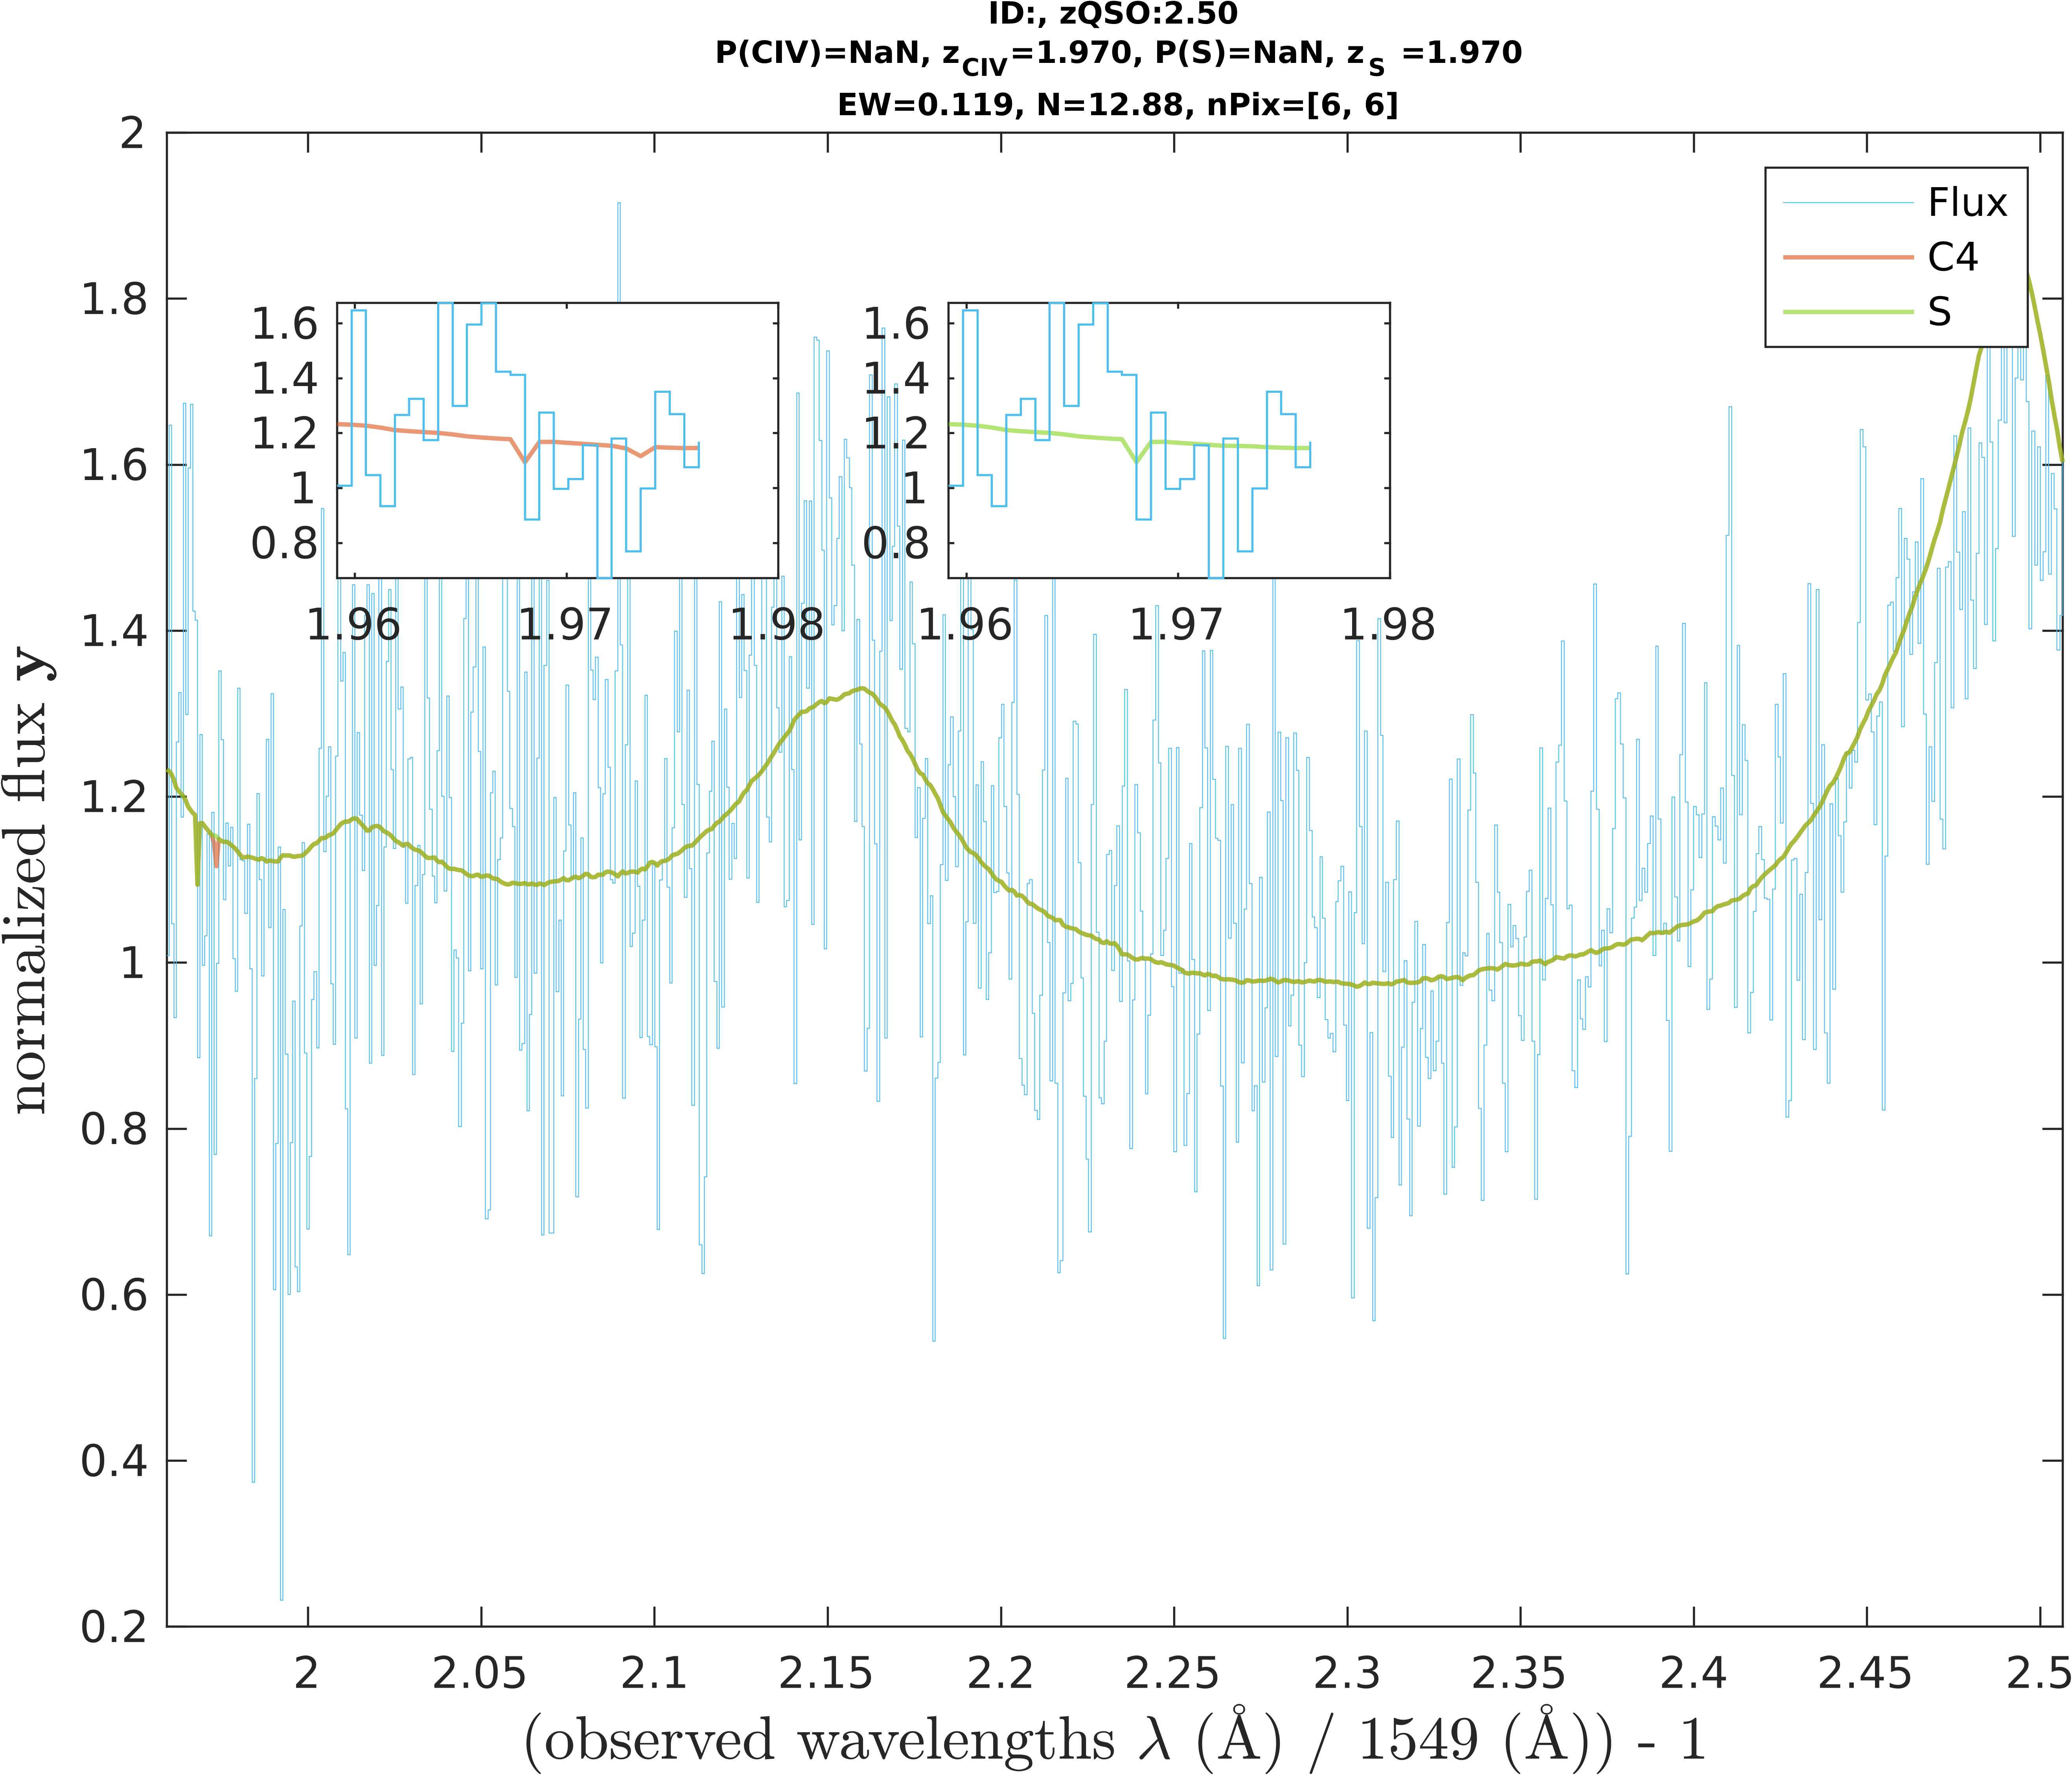 ID:, zQSO:2.50
P(CIV)=NaN, zCIV=1.970, P(S)=NaN, zS =1.970
EW=0.119, N=12.88, nPix=[6, 6]
2
1.8
1.6
1.4
1.2
1
0.8
0.6
0.4
0.2
normalized flux y
1.6
1.4
1.2
1
0.8
1.96 1.97 1.98
1.6
1.4
1.2
1
0.8
1.96 1.97 1.98
Flux
C4
S
2 2.05 2.1 2.15 2.2 2.25 2.3 2.35 2.4 2.45 2.5
(observed wavelengths λ (Å) / 1549 (Å)) - 1